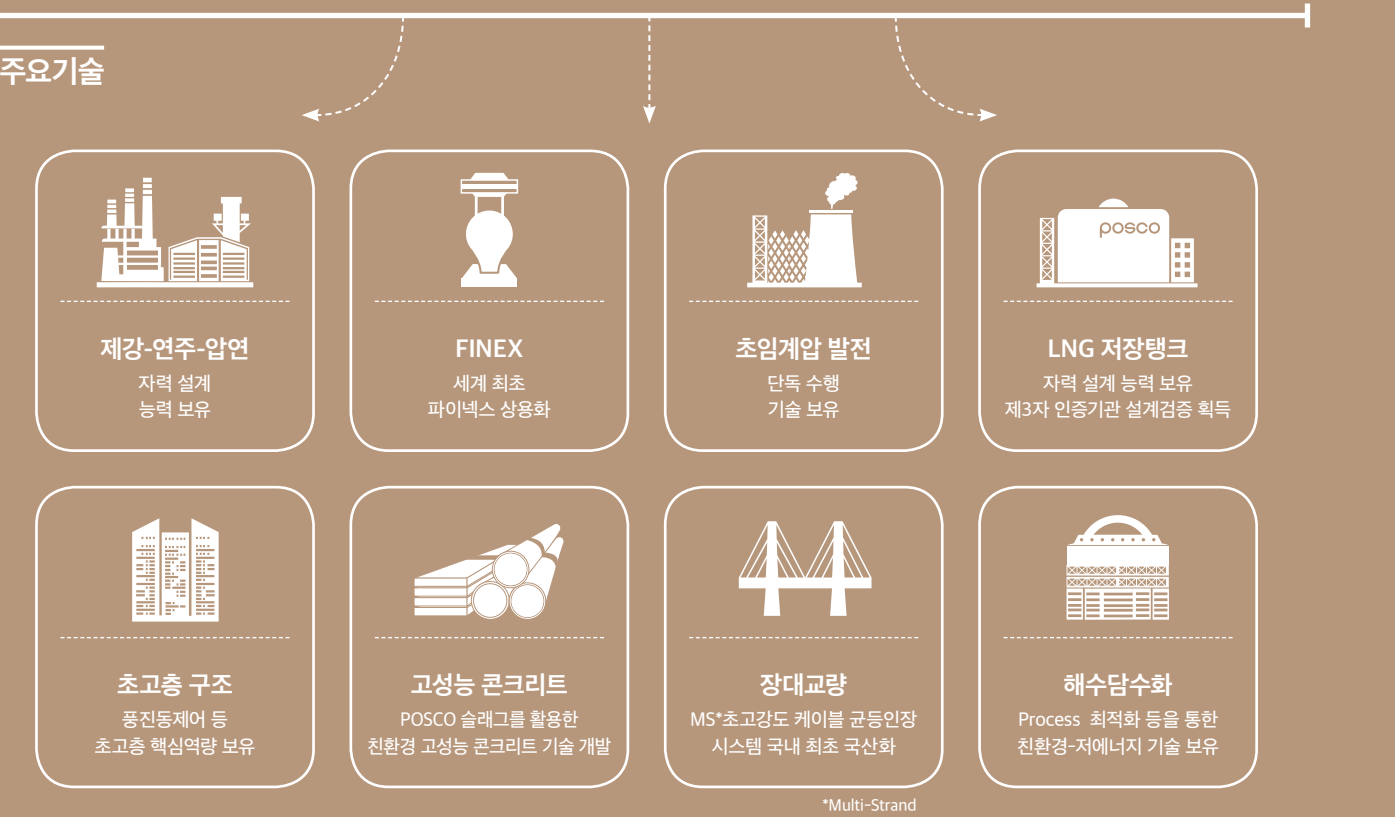 주요기술
posco
제강-연주-압연
자력 설계
능력 보유
FINEX
세계 최초
파이넥스 상용화
초임계압 발전
단독 수행
기술 보유
LNG 저장탱크
자력 설계 능력 보유
제3자 인증기관 설계검증 획득
초고층 구조
풍진동제어 등
초고층 핵심역량 보유
고성능 콘크리트
POSCO 슬래그를 활용한
친환경 고성능 콘크리트 기술 개발
장대교량
MS*초고강도 케이블 균등인장
시스템 국내 최초 국산화
해수담수화
Process 최적화 등을 통한
친환경-저에너지 기술 보유
*Multi-Strand